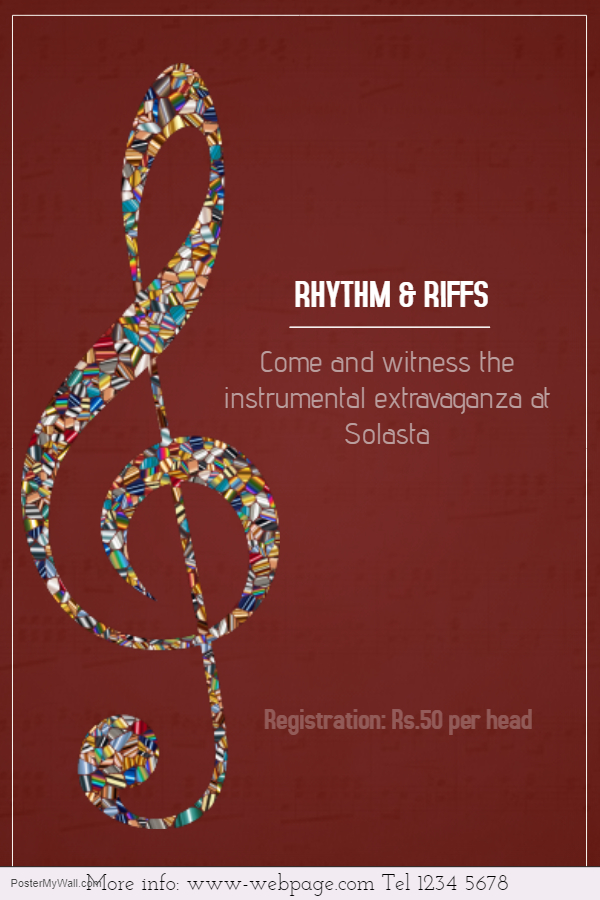 RHYTHM & RIFFS
Come and witness the
instrumental extravaganza at
Solasta
Registration: Rs.50 per head
PosterMyWall.com
More info: www-webpage.com Tel 1234 5678